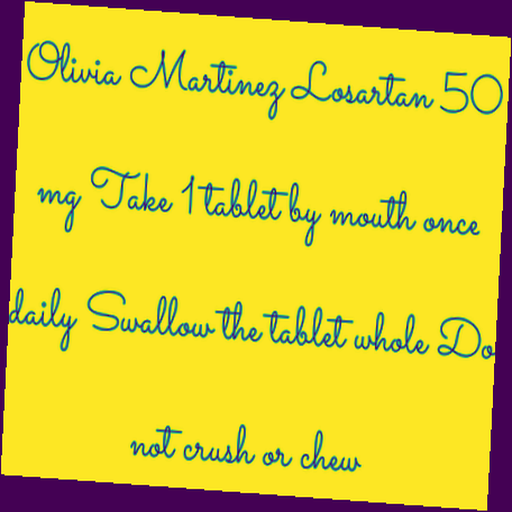 Olivia Martinez Losartan 50
mg Take 1 tablet by mouth once
daily Swallow the tablet whole Do
not crush or chew